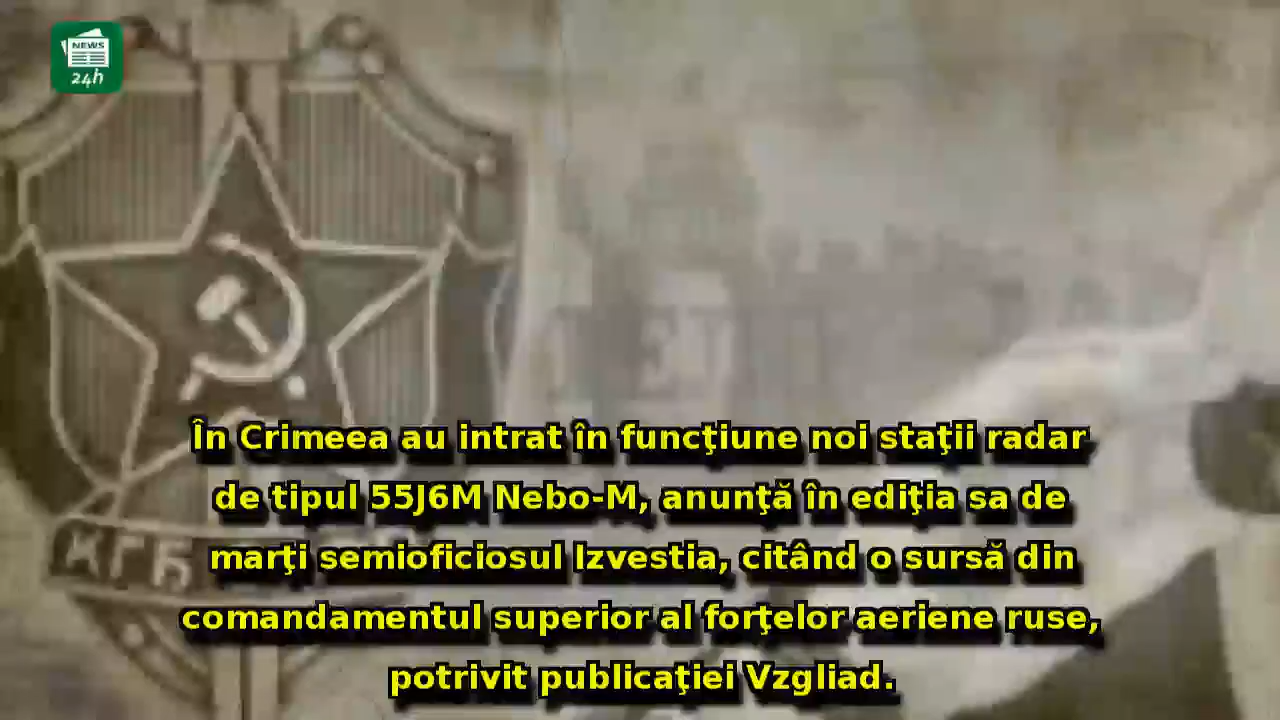 NEWS
24h
КГБ
În Crimeea au intrat în funcţiune noi staţii radar
de tipul 55J6M Nebo-M, anunţă în ediţia sa de
marţi semioficiosul Izvestia, citând o sursă din
comandamentul superior al forţelor aeriene ruse,
potrivit publicaţiei Vzgliad.